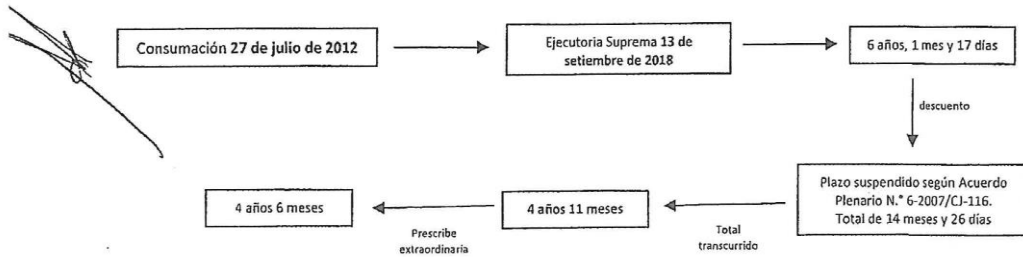 Consumación 27 de julio de 2012
Ejecutoria Suprema 13 de
setiembre de 2018
6 años, 1 mes y 17 días
descuento
Plazo suspendido según Acuerdo
Plenario N.° 6-2007/CJ-116.
Total de 14 meses y 26 días
Total
transcurrido
4 años 11 meses
Prescribe
extraordinaria
4 años 6 meses